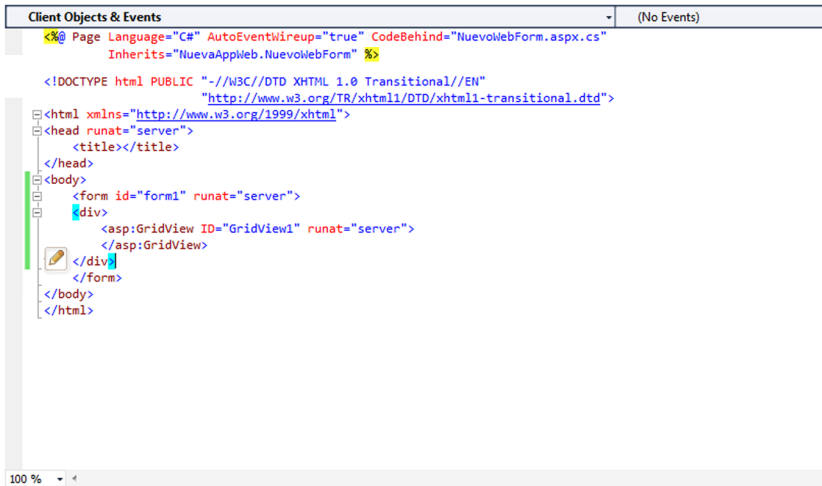 Client Objects & Events (No Events)
<%@ Page Language="C#" AutoEventWireup="true" CodeBehind="NuevoWebForm.aspx.cs"
Inherits="NuevaAppWeb.NuevoWebForm" %>
<!DOCTYPE html PUBLIC "-//W3C//DTD XHTML 1.0 Transitional//EN"
"http://www.w3.org/TR/xhtml1/DTD/xhtml1-transitional.dtd">
<html xmlns="http://www.w3.org/1999/xhtml">
<head runat="server">
<title></title>
</head>
<body>
<form id="form1" runat="server">
<div>
<asp:GridView ID="GridView1" runat="server">
</asp:GridView>
</div>
</form>
</body>
</html>
100 %